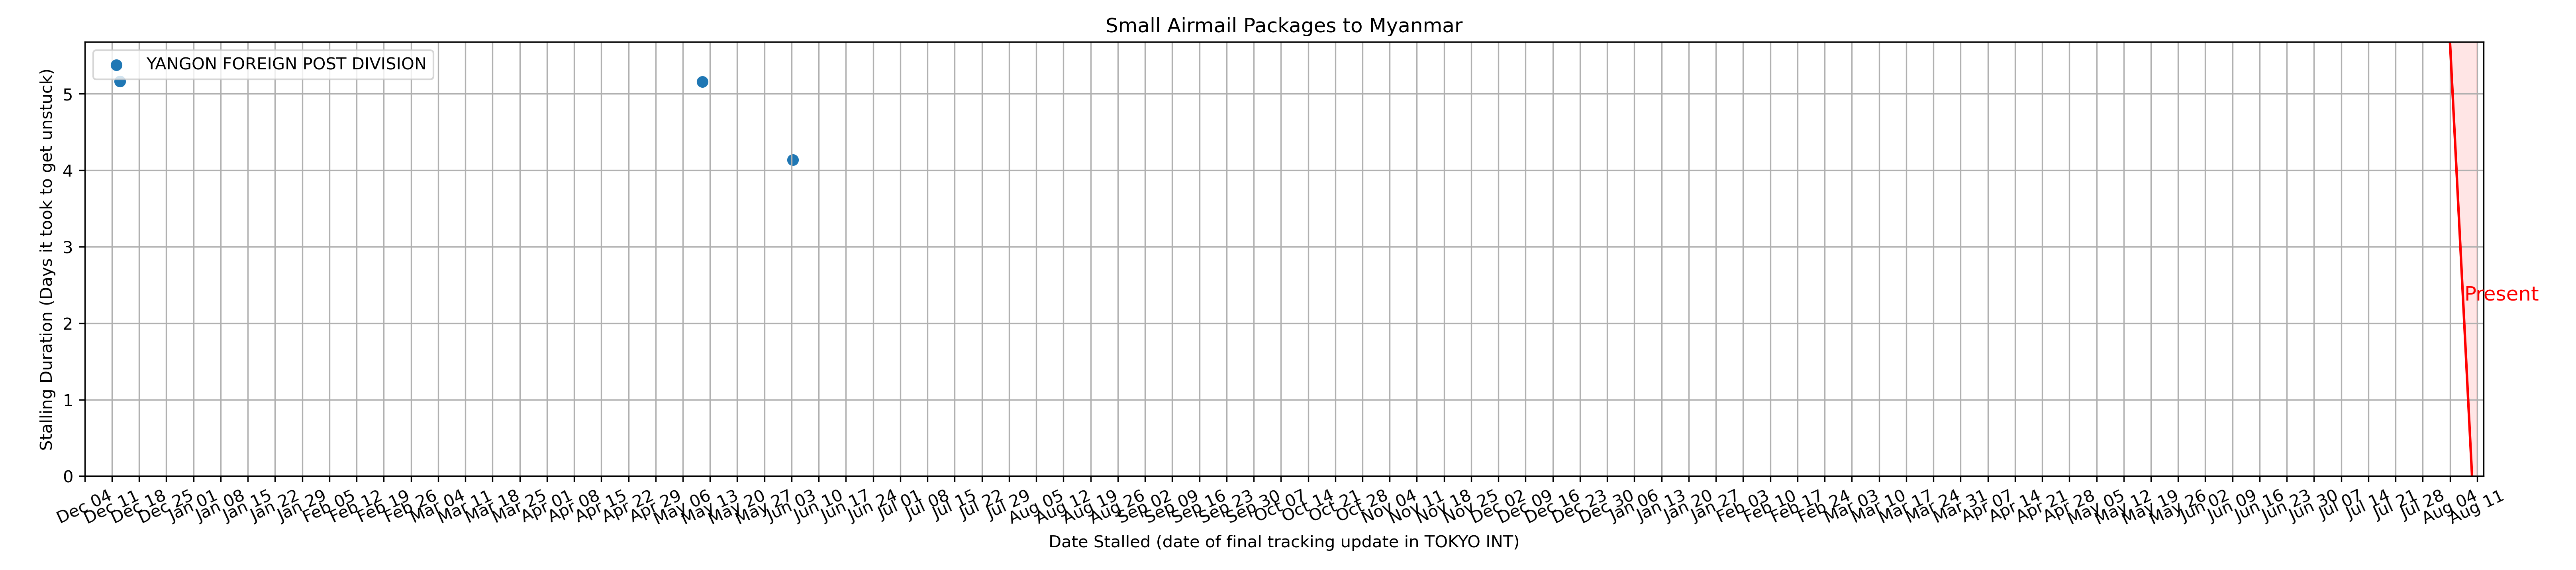 Small Airmail Packages to Myanmar
YANGON FOREIGN POST DIVISION
Stalling Duration (Days it took to get unstuck)
5
4
3
2
1
0
Present
Dec 04
Dec 11
Dec 18
Dec 25
Jan 01
Jan 08
Jan 15
Jan 22
Jan 29
Feb 05
Feb 12
Feb 19
Feb 26
Mar 04
Mar 11
Mar 18
Mar 25
Apr 01
Apr 08
Apr 15
Apr 22
Apr 29
May 06
May 13
May 20
May 27
Jun 03
Jun 10
Jun 17
Jun 24
Jul 01
Jul 08
Jul 15
Jul 22
Jul 29
Aug 05
Aug 12
Aug 19
Aug 26
Sep 02
Sep 09
Sep 16
Sep 23
Sep 30
Oct 07
Oct 14
Oct 21
Oct 28
Nov 04
Nov 11
Nov 18
Nov 25
Dec 02
Dec 09
Dec 16
Dec 23
Dec 30
Jan 06
Jan 13
Jan 20
Jan 27
Feb 03
Feb 10
Feb 17
Feb 24
Mar 03
Mar 10
Mar 17
Mar 24
Mar 31
Apr 07
Apr 14
Apr 21
Apr 28
May 05
May 12
May 19
May 26
Jun 02
Jun 09
Jun 16
Jun 23
Jun 30
Jul 07
Jul 14
Jul 21
Jul 28
Aug 04
Aug 11
Date Stalled (date of final tracking update in TOKYO INT)